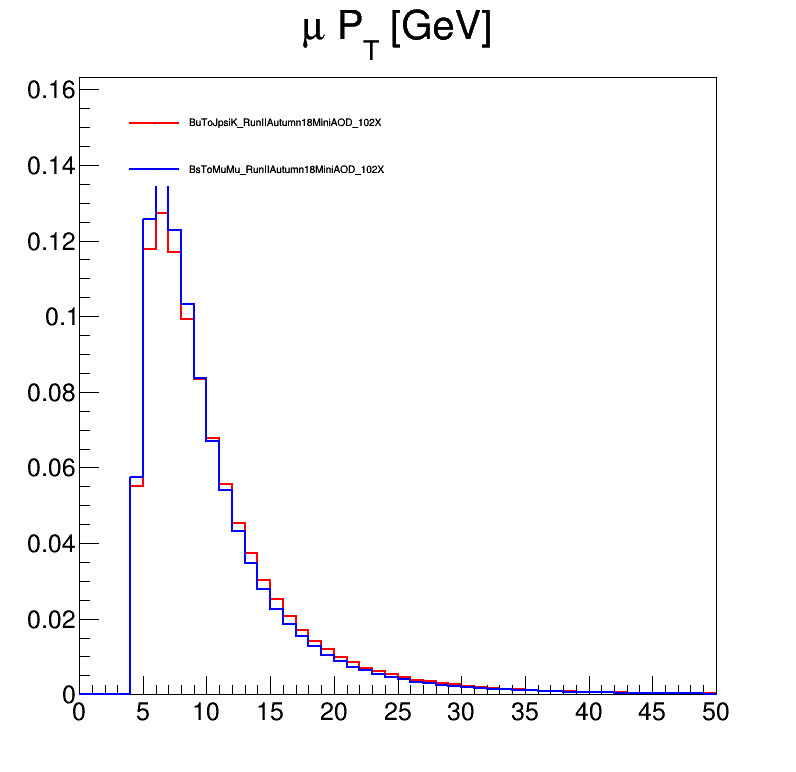 μ P_T [GeV]
0.16
BuToJpsiK_RunIIAutumn18MiniAOD_102X
0.14
BsToMuMu_RunIIAutumn18MiniAOD_102X
0.12
0.1
0.08
0.06
0.04
0.02
0
0 5 10 15 20 25 30 35 40 45 50